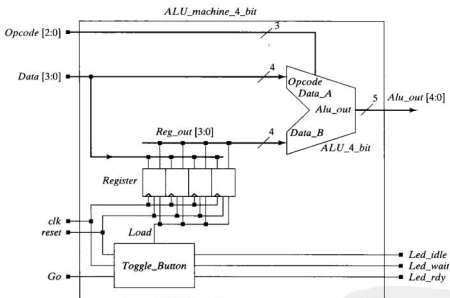 ALU_machine_4_bit
Opcode [2:0]
3
Data [3:0]
4
Opcode
Data_A
Alu_out
5
Alu_out [4:0]
Reg_out [3:0]
4
Data_B
ALU_4_bit
Register
clk
reset
Load
Go
Toggle_Button
Led_idle
Led_wait
Led_rdy